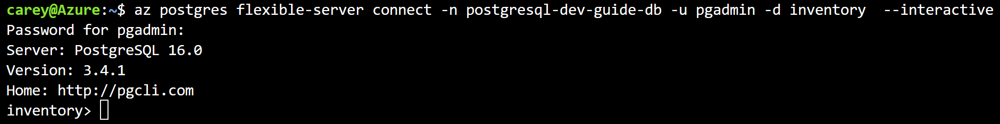 carey@Azure:~$ az postgres flexible-server connect -n postgresql-dev-guide-db -u pgadmin -d inventory  --interactive
Password for pgadmin:
Server: PostgreSQL 16.0
Version: 3.4.1
Home: http://pgcli.com
inventory>